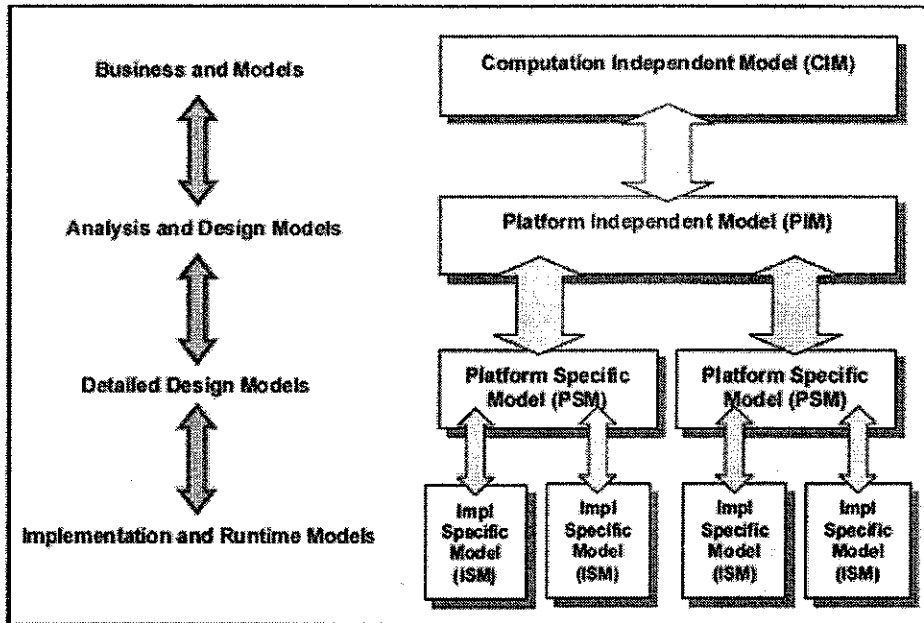 Business and Models
Computation Independent Model (CIM)
Analysis and Design Models
Platform Independent Model (PIM)
Detailed Design Models
Platform Specific
Model (PSM)
Platform Specific
Model (PSM)
Implementation and Runtime Models
Impl
Specific
Model
(ISM)
Impl
Specific
Model
(ISM)
Impl
Specific
Model
(ISM)
Impl
Specific
Model
(ISM)